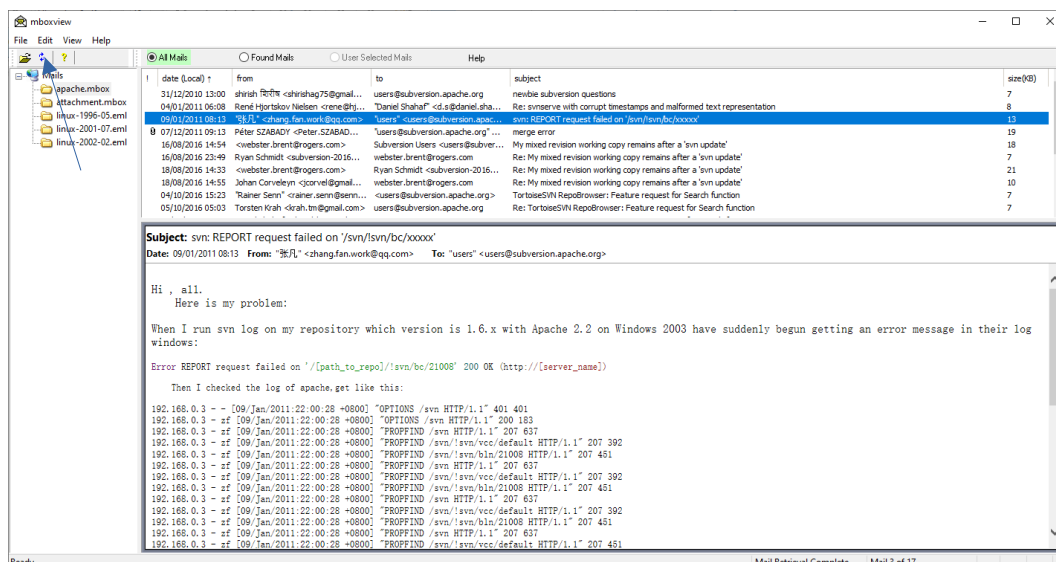 mboxview
File Edit View Help
All Mails Found Mails User Selected Mails Help
Mails
apache.mbox
attachment.mbox
linux-1996-05.eml
linux-2001-07.eml
linux-2002-02.eml
! date (Local) ↑ from to subject size(KB)
31/12/2010 13:00 shirish शिरीष <shirishag75@gmail... users@subversion.apache.org newbie subversion questions 7
04/01/2011 06:08 René Hjortskov Nielsen <rene@hj... "Daniel Shahaf" <d.s@daniel.sha... Re: svnserve with corrupt timestamps and malformed text representation 8
09/01/2011 08:13 "张凡" <zhang.fan.work@qq.com> "users" <users@subversion.apac... svn: REPORT request failed on '/svn/!svn/bc/xxxxx' 13
07/12/2011 09:13 Péter SZABADY <Peter.SZABAD... "users@subversion.apache.org" ... merge error 19
16/08/2016 14:54 <webster.brent@rogers.com> Subversion Users <users@subver... My mixed revision working copy remains after a 'svn update' 18
16/08/2016 23:49 Ryan Schmidt <subversion-2016... webster.brent@rogers.com Re: My mixed revision working copy remains after a 'svn update' 7
18/08/2016 14:33 <webster.brent@rogers.com> Ryan Schmidt <subversion-2016... Re: My mixed revision working copy remains after a 'svn update' 21
18/08/2016 14:55 Johan Corveleyn <jcorvel@gmail... webster.brent@rogers.com Re: My mixed revision working copy remains after a 'svn update' 10
04/10/2016 15:23 "Rainer Senn" <rainer.senn@senn... <users@subversion.apache.org> TortoiseSVN RepoBrowser: Feature request for Search function 7
05/10/2016 05:03 Torsten Krah <krah.tm@gmail.com> users@subversion.apache.org Re: TortoiseSVN RepoBrowser: Feature request for Search function 7
Subject: svn: REPORT request failed on '/svn/!svn/bc/xxxxx'
Date: 09/01/2011 08:13 From: "张凡" <zhang.fan.work@qq.com> To: "users" <users@subversion.apache.org>
Hi , all.
Here is my problem:
When I run svn log on my repository which version is 1.6.x with Apache 2.2 on Windows 2003 have suddenly begun getting an error message in their log
windows:
Error REPORT request failed on '/[path_to_repo]/!svn/bc/21008' 200 OK (http://[server_name])
Then I checked the log of apache,get like this:
192.168.0.3 - - [09/Jan/2011:22:00:28 +0800] "OPTIONS /svn HTTP/1.1" 401 401
192.168.0.3 - zf [09/Jan/2011:22:00:28 +0800] "OPTIONS /svn HTTP/1.1" 200 183
192.168.0.3 - zf [09/Jan/2011:22:00:28 +0800] "PROPFIND /svn HTTP/1.1" 207 637
192.168.0.3 - zf [09/Jan/2011:22:00:28 +0800] "PROPFIND /svn/!svn/vcc/default HTTP/1.1" 207 392
192.168.0.3 - zf [09/Jan/2011:22:00:28 +0800] "PROPFIND /svn/!svn/bln/21008 HTTP/1.1" 207 451
192.168.0.3 - zf [09/Jan/2011:22:00:28 +0800] "PROPFIND /svn HTTP/1.1" 207 637
192.168.0.3 - zf [09/Jan/2011:22:00:28 +0800] "PROPFIND /svn/!svn/vcc/default HTTP/1.1" 207 392
192.168.0.3 - zf [09/Jan/2011:22:00:28 +0800] "PROPFIND /svn/!svn/bln/21008 HTTP/1.1" 207 451
192.168.0.3 - zf [09/Jan/2011:22:00:28 +0800] "PROPFIND /svn HTTP/1.1" 207 637
192.168.0.3 - zf [09/Jan/2011:22:00:28 +0800] "PROPFIND /svn/!svn/vcc/default HTTP/1.1" 207 392
192.168.0.3 - zf [09/Jan/2011:22:00:28 +0800] "PROPFIND /svn/!svn/bln/21008 HTTP/1.1" 207 451
192.168.0.3 - zf [09/Jan/2011:22:00:28 +0800] "PROPFIND /svn HTTP/1.1" 207 637
192.168.0.3 - zf [09/Jan/2011:22:00:28 +0800] "PROPFIND /svn/!svn/vcc/default HTTP/1.1" 207 451
Ready Mail Retrieval Complete Mail 3 of 17